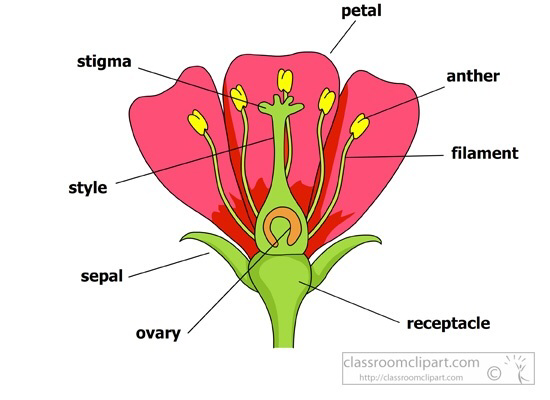 petal
stigma
anther
filament
style
sepal
ovary
receptacle
classroomclipart.com
http://classroomclipart.com
©